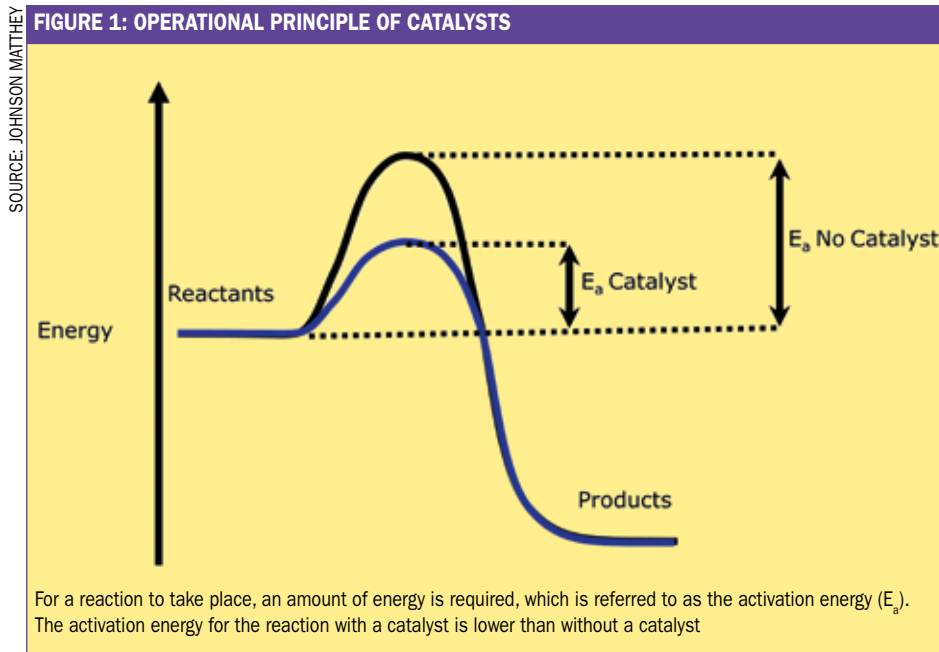 SOURCE: JOHNSON MATTHEY
FIGURE 1: OPERATIONAL PRINCIPLE OF CATALYSTS
Ea No Catalyst
Ea Catalyst
Reactants
Energy
Products
For a reaction to take place, an amount of energy is required, which is referred to as the activation energy (Ea).
The activation energy for the reaction with a catalyst is lower than without a catalyst